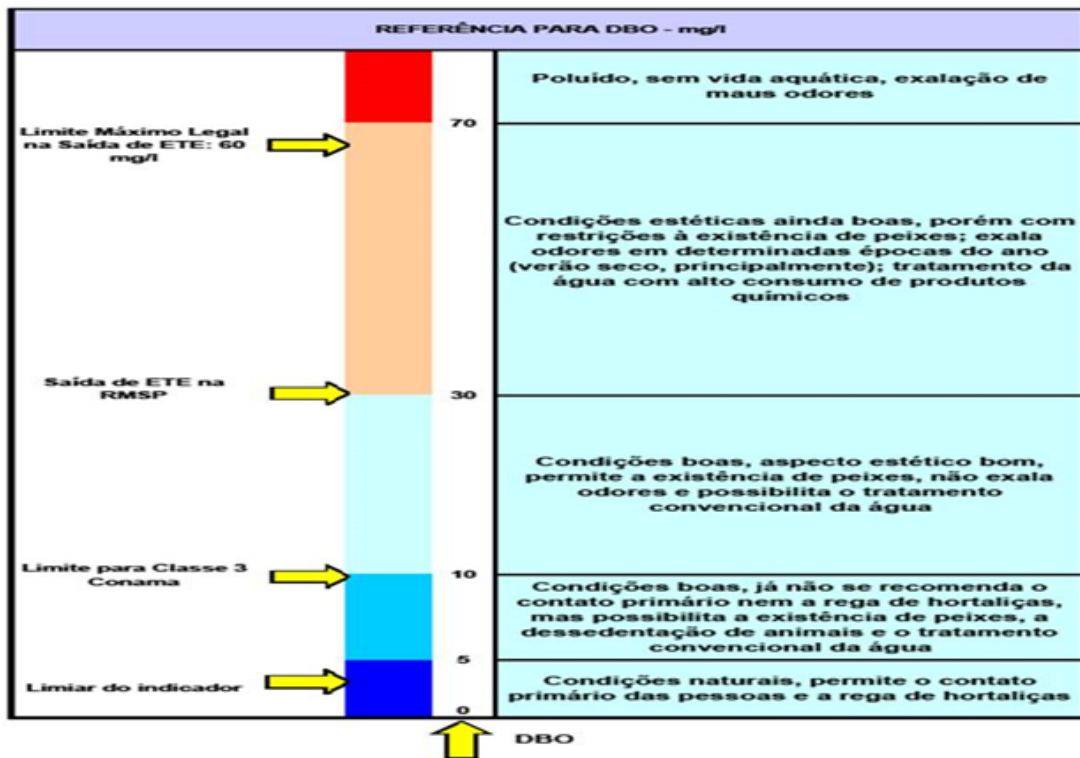 REFERÊNCIA PARA DBO - mg/l
Poluído, sem vida aquática, exalação de
maus odores
70
Limite Máximo Legal
na Saída de ETE: 60
mg/l
Condições estéticas ainda boas, porém com
restrições à existência de peixes; exala
odores em determinadas épocas do ano
(verão seco, principalmente); tratamento da
água com alto consumo de produtos
químicos
Saída de ETE na
RMSP
30
Condições boas, aspecto estético bom,
permite a existência de peixes, não exala
odores e possibilita o tratamento
convencional da água
Limite para Classe 3
Conama
10
Condições boas, já não se recomenda o
contato primário nem a rega de hortaliças,
mas possibilita a existência de peixes, a
dessedentação de animais e o tratamento
convencional da água
5
Limiar do indicador
Condições naturais, permite o contato
primário das pessoas e a rega de hortaliças
0
DBO